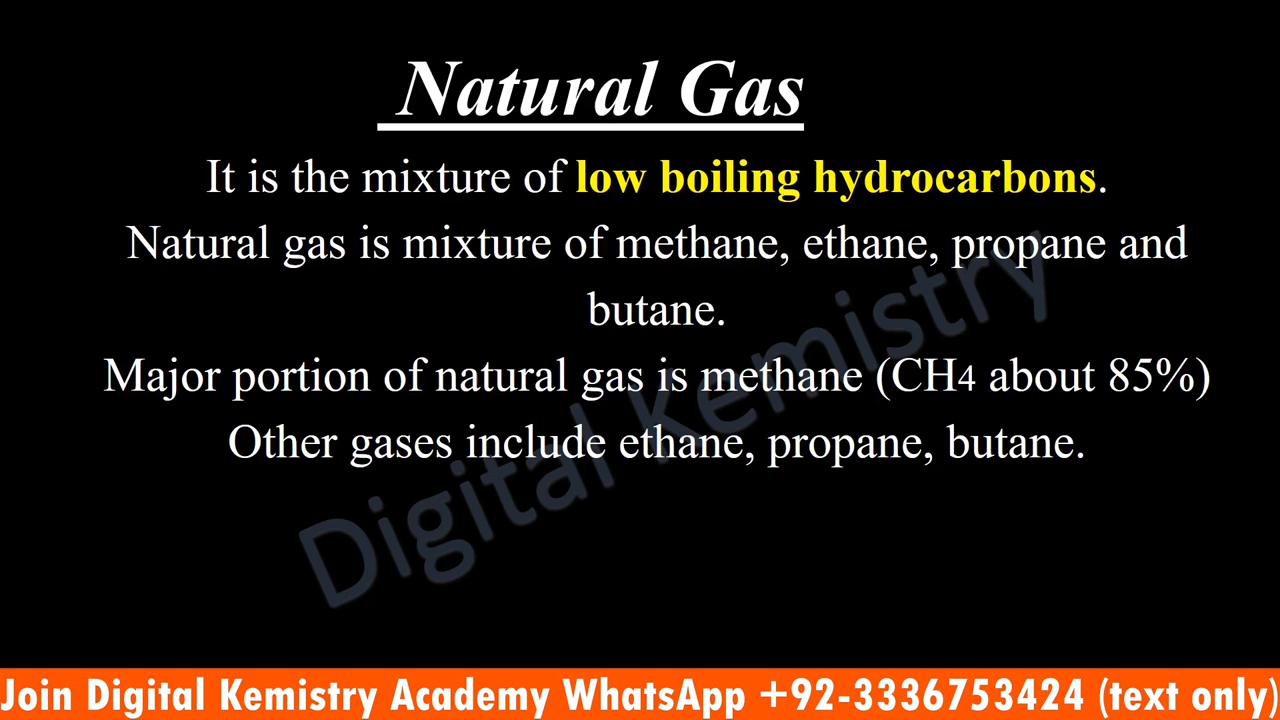 Natural Gas
It is the mixture of low boiling hydrocarbons.
Natural gas is mixture of methane, ethane, propane and
butane.
Major portion of natural gas is methane (CH4 about 85%)
Other gases include ethane, propane, butane.
Digital Kemistry
Join Digital Kemistry Academy WhatsApp +92-3336753424 (text only)